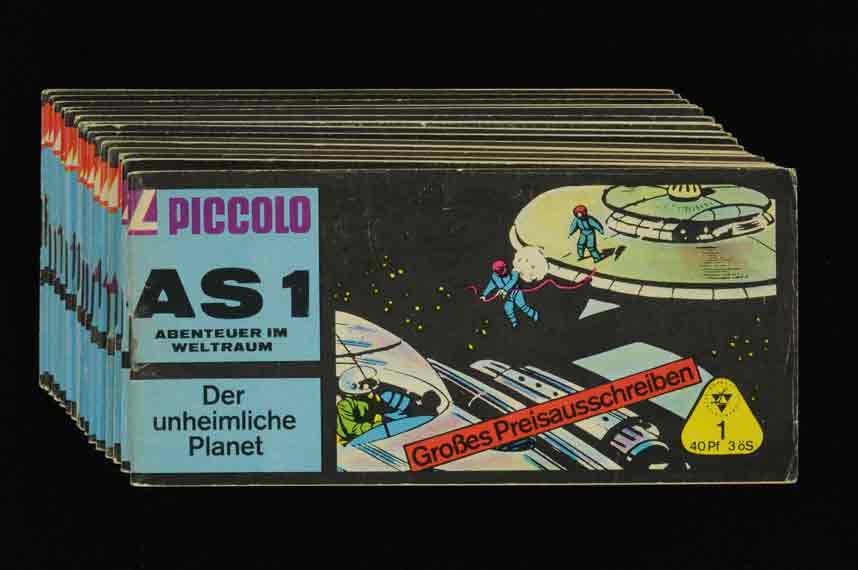 PICCOLO
AS 1
ABENTEUER IM
WELTRAUM
Der
unheimliche
Planet
Großes Preisausschreiben
1
40 Pf 3 öS